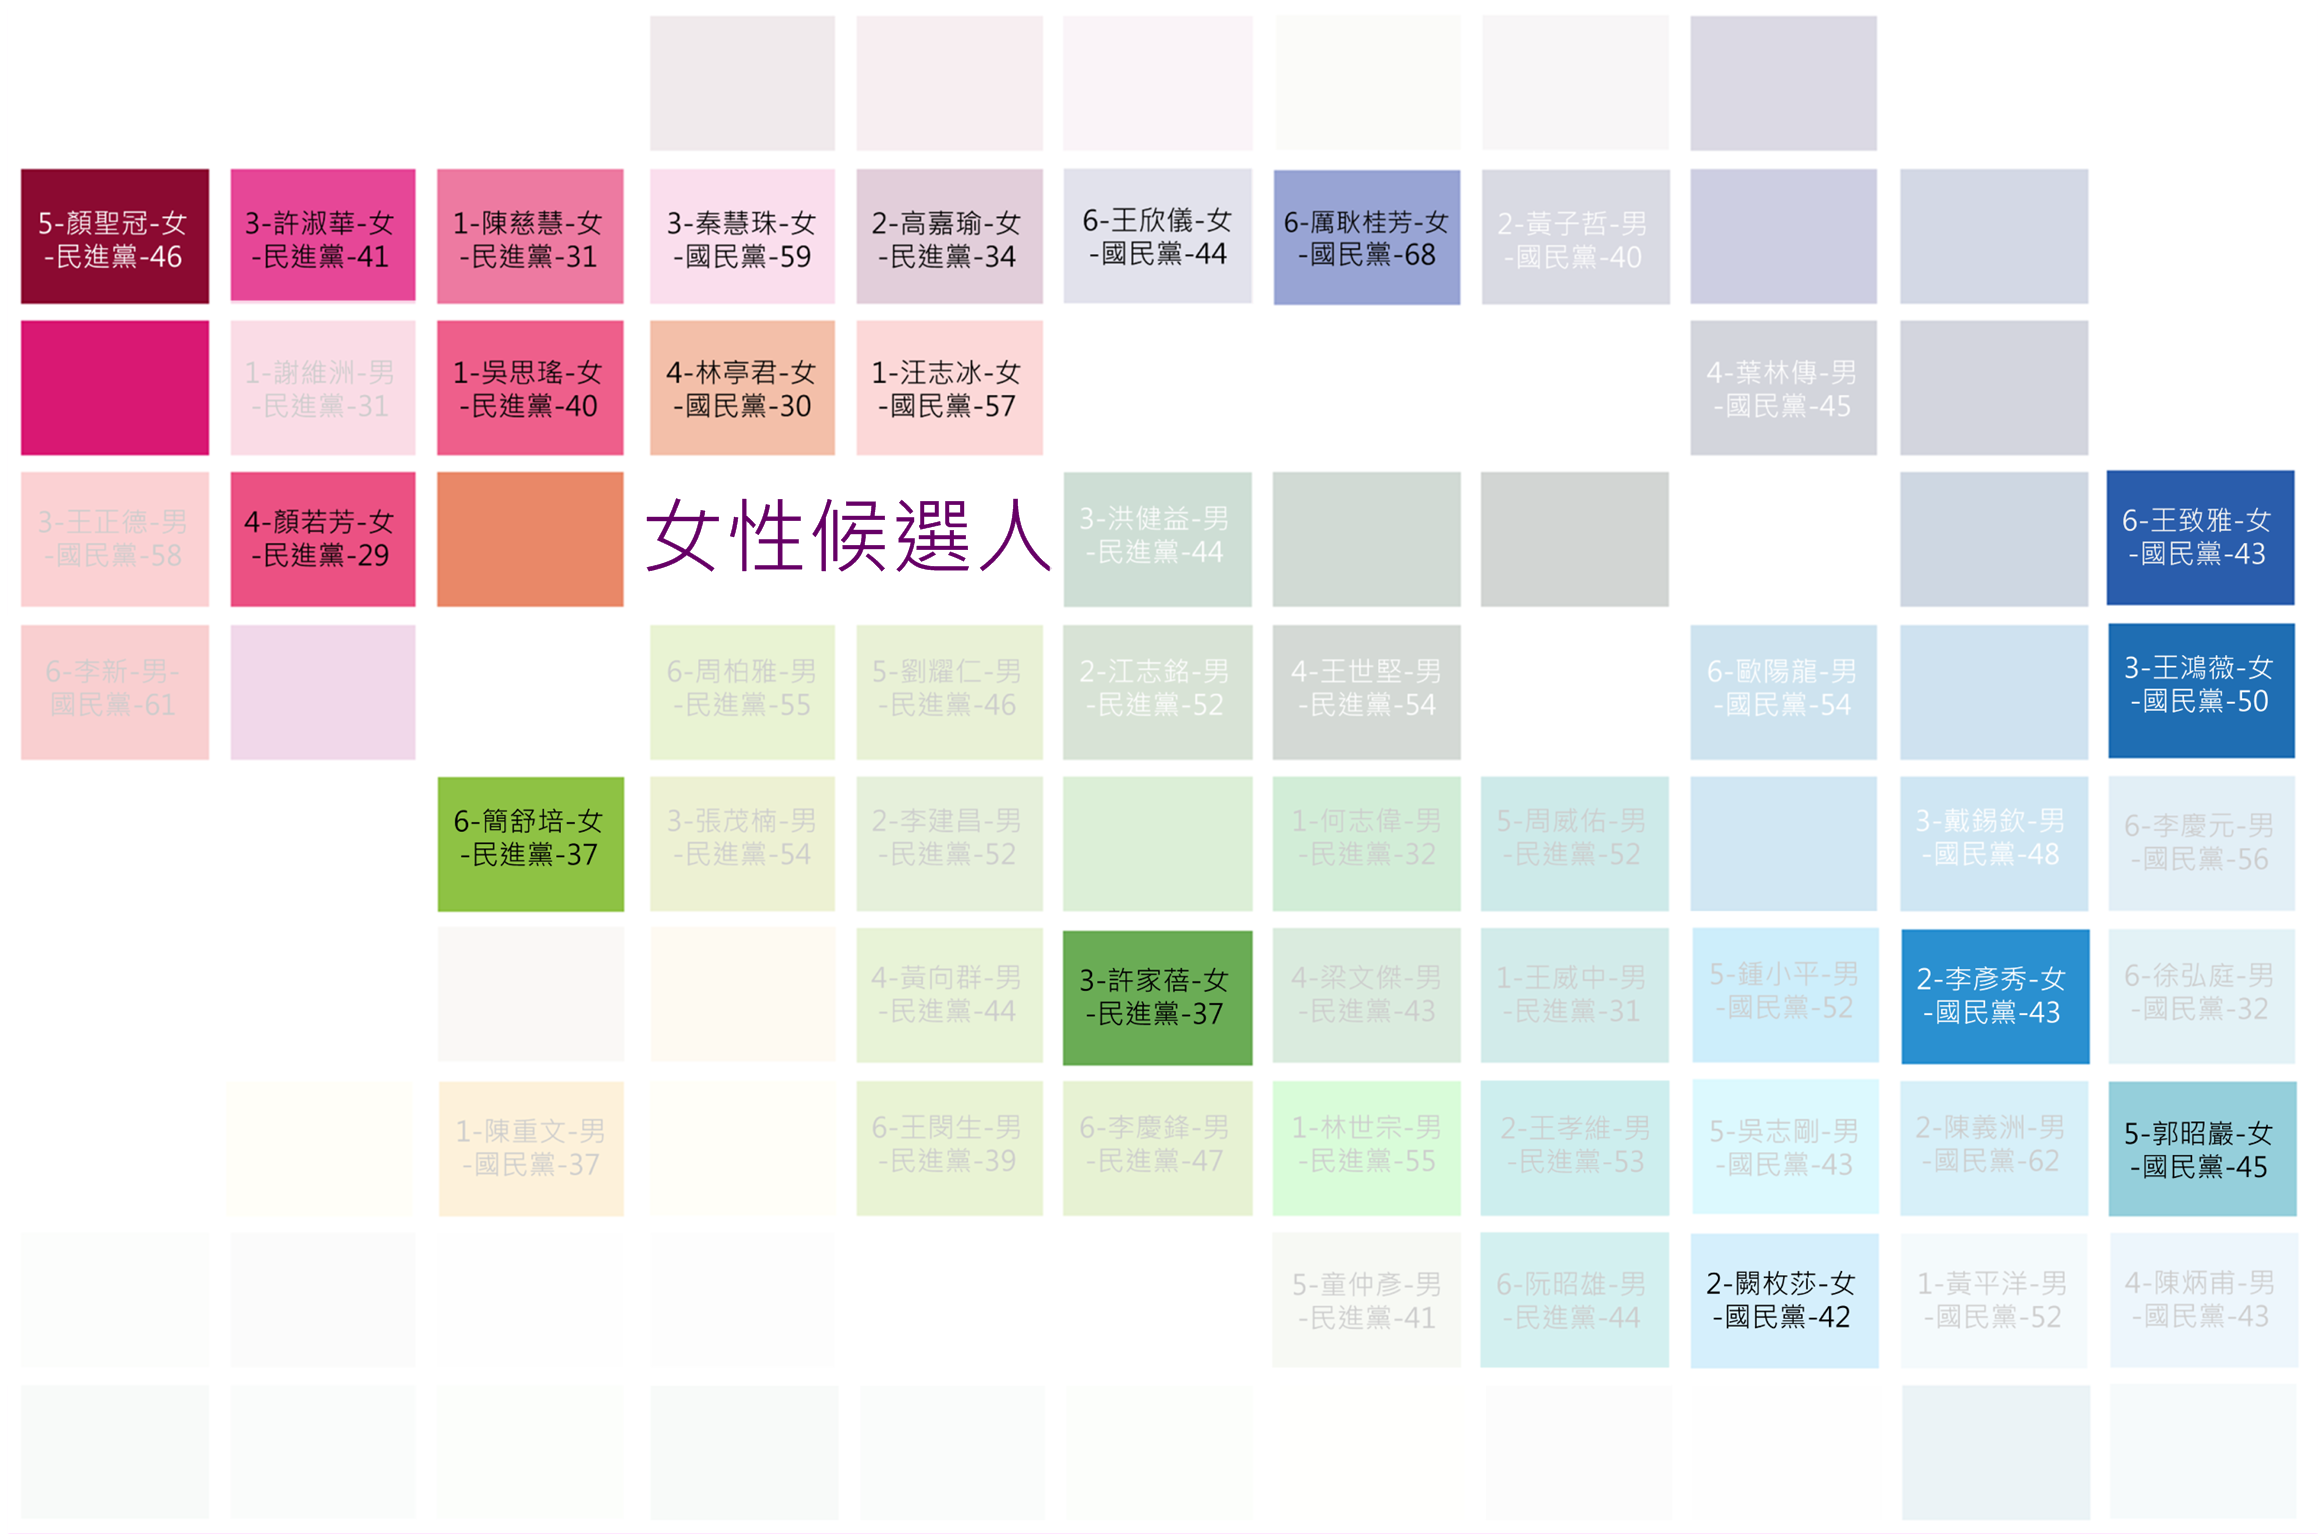 5-顏聖冠-女
-民進黨-46
3-許淑華-女
-民進黨-41
1-陳慈慧-女
-民進黨-31
3-秦慧珠-女
-國民黨-59
2-高嘉瑜-女
-民進黨-34
6-王欣儀-女
-國民黨-44
6-厲耿桂芳-女
-國民黨-68
2-黃子哲-男
-國民黨-40
1-謝維洲-男
-民進黨-31
1-吳思瑤-女
-民進黨-40
4-林亭君-女
-國民黨-30
1-汪志冰-女
-國民黨-57
4-葉林傳-男
-國民黨-45
3-王正德-男
-國民黨-58
4-顏若芳-女
-民進黨-29
女性候選人
3-洪健益-男
-民進黨-44
6-王致雅-女
-國民黨-43
6-李新-男-
國民黨-61
6-周柏雅-男
-民進黨-55
5-劉耀仁-男
-民進黨-46
2-江志銘-男
-民進黨-52
4-王世堅-男
-民進黨-54
6-歐陽龍-男
-國民黨-54
3-王鴻薇-女
-國民黨-50
6-簡舒培-女
-民進黨-37
3-張茂楠-男
-民進黨-54
2-李建昌-男
-民進黨-52
1-何志偉-男
-民進黨-32
5-周威佑-男
-民進黨-52
3-戴錫欽-男
-國民黨-48
6-李慶元-男
-國民黨-56
4-黃向群-男
-民進黨-44
3-許家蓓-女
-民進黨-37
4-梁文傑-男
-民進黨-43
1-王威中-男
-民進黨-31
5-鍾小平-男
-國民黨-52
2-李彥秀-女
-國民黨-43
6-徐弘庭-男
-國民黨-32
1-陳重文-男
-國民黨-37
6-王閔生-男
-民進黨-39
6-李慶鋒-男
-民進黨-47
1-林世宗-男
-民進黨-55
2-王孝維-男
-民進黨-53
5-吳志剛-男
-國民黨-43
2-陳義洲-男
-國民黨-62
5-郭昭巖-女
-國民黨-45
5-童仲彥-男
-民進黨-41
6-阮昭雄-男
-民進黨-44
2-闕枚莎-女
-國民黨-42
1-黃平洋-男
-國民黨-52
4-陳炳甫-男
-國民黨-43